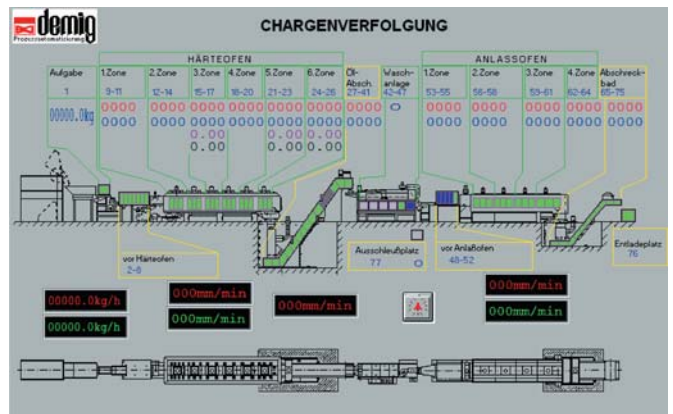 demig
Prozessautomatisierung
CHARGENVERFOLGUNG
HÄRTEOFEN
ANLASSOFEN
Aufgabe 1.Zone 2.Zone 3.Zone 4.Zone 5.Zone 6.Zone Öl-Absch. Wasch-anlage 1.Zone 2.Zone 3.Zone 4.Zone Abschreck-bad
1 9-11 12-14 15-17 18-20 21-23 24-26 27-41 42-47 53-55 56-58 59-61 62-64 65-75
0000 0000 0000 0000 0000 0000 0000 0000 0000 0000 0000 0000
00000.0kg 0000 0000 0000 0000 0000 0000 0000 0 0000 0000 0000 0000 0000
0.00 0.00 0.00
0.00 0.00 0.00
vor Härteofen
2-8
Ausschleußplatz
77 0
vor Anlaßofen
48-52
Entladeplatz
76
00000.0kg/h 000mm/min 000mm/min 000mm/min
00000.0kg/h 000mm/min 000mm/min